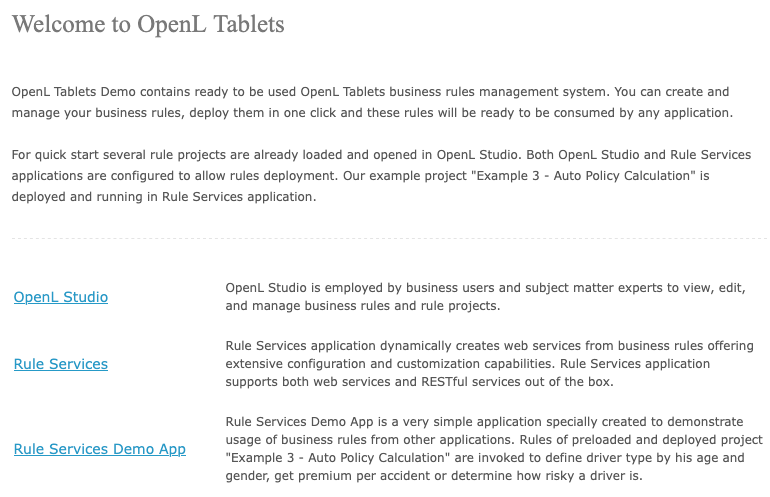 Welcome to OpenL Tablets
OpenL Tablets Demo contains ready to be used OpenL Tablets business rules management system. You can create and
manage your business rules, deploy them in one click and these rules will be ready to be consumed by any application.
For quick start several rule projects are already loaded and opened in OpenL Studio. Both OpenL Studio and Rule Services
applications are configured to allow rules deployment. Our example project "Example 3 - Auto Policy Calculation" is
deployed and running in Rule Services application.
OpenL Studio
OpenL Studio is employed by business users and subject matter experts to view, edit,
and manage business rules and rule projects.
Rule Services
Rule Services application dynamically creates web services from business rules offering
extensive configuration and customization capabilities. Rule Services application
supports both web services and RESTful services out of the box.
Rule Services Demo App
Rule Services Demo App is a very simple application specially created to demonstrate
usage of business rules from other applications. Rules of preloaded and deployed project
"Example 3 - Auto Policy Calculation" are invoked to define driver type by his age and
gender, get premium per accident or determine how risky a driver is.